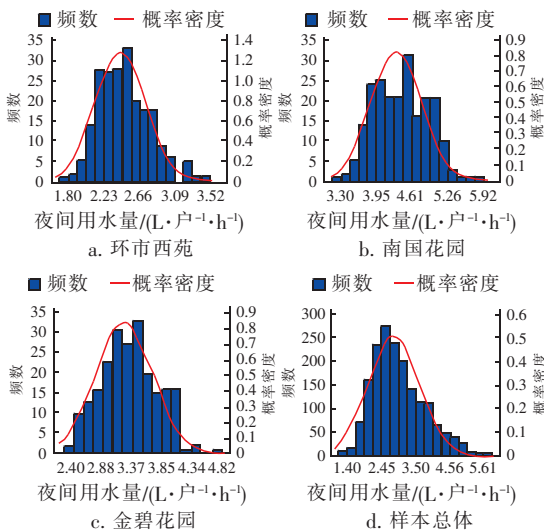 频数 概率密度
35 30 25 20 15 10 5 0
频数
1.4 1.2 1.0 0.8 0.6 0.4 0.2 0
概率密度
1.80 2.23 2.66 3.09 3.52
夜间用水量/(L·户⁻¹·h⁻¹)
a. 环市西苑
频数 概率密度
35 30 25 20 15 10 5 0
频数
0.9 0.8 0.7 0.6 0.5 0.4 0.3 0.2 0.1 0
概率密度
3.30 3.95 4.61 5.26 5.92
夜间用水量/(L·户⁻¹·h⁻¹)
b. 南国花园
频数 概率密度
35 30 25 20 15 10 5 0
频数
0.9 0.8 0.7 0.6 0.5 0.4 0.3 0.2 0.1 0
概率密度
2.40 2.88 3.37 3.85 4.34 4.82
夜间用水量/(L·户⁻¹·h⁻¹)
c. 金碧花园
频数 概率密度
300 250 200 150 100 50 0
频数
0.6 0.5 0.4 0.3 0.2 0.1 0
概率密度
1.40 2.45 3.50 4.56 5.61
夜间用水量/(L·户⁻¹·h⁻¹)
d. 样本总体